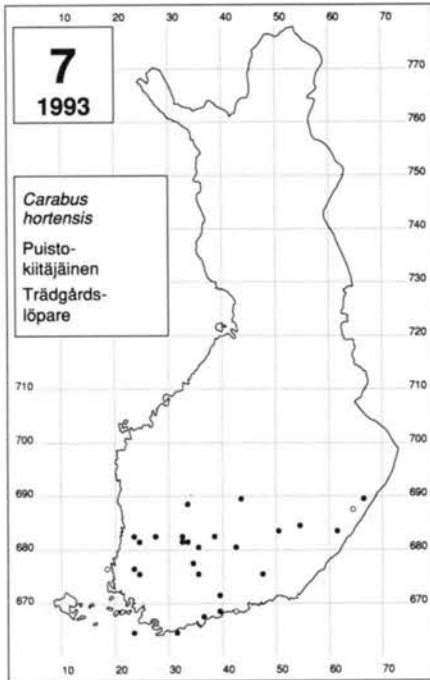 10 20 30 40 50 60 70
7
1993
770
760
750
740
730
720
Carabus
hortensis
Puisto-
kiitäjäinen
Trädgårds-
löpare
710 710
700 700
690 690
680 680
670 670
10 20 30 40 50 60 70